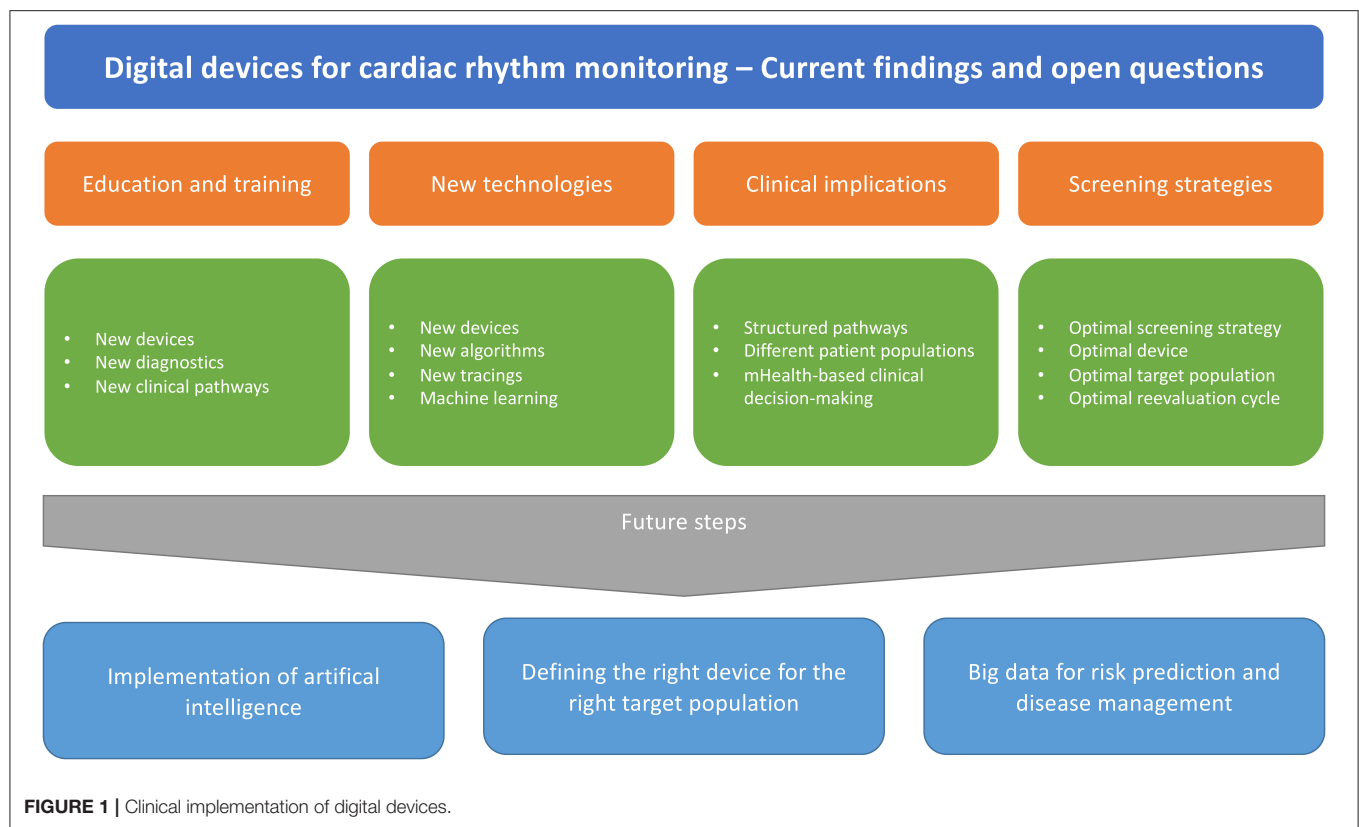 Digital devices for cardiac rhythm monitoring – Current findings and open questions
Education and training
New technologies
Clinical implications
Screening strategies
• New devices
• New diagnostics
• New clinical pathways
• New devices
• New algorithms
• New tracings
• Machine learning
• Structured pathways
• Different patient populations
• mHealth-based clinical
decision-making
• Optimal screening strategy
• Optimal device
• Optimal target population
• Optimal reevaluation cycle
Future steps
Implementation of artifical
intelligence
Defining the right device for the
right target population
Big data for risk prediction and
disease management
FIGURE 1 | Clinical implementation of digital devices.